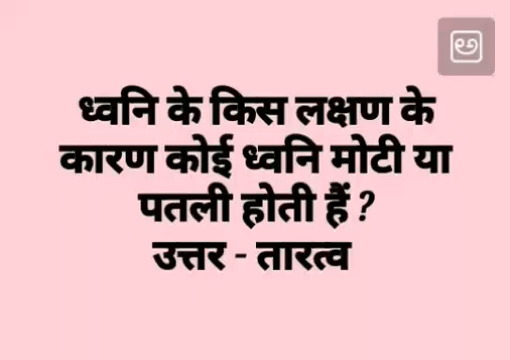 ध्वनि के किस लक्षण के
कारण कोई ध्वनि मोटी या
पतली होती हैं ?
उत्तर - तारत्व